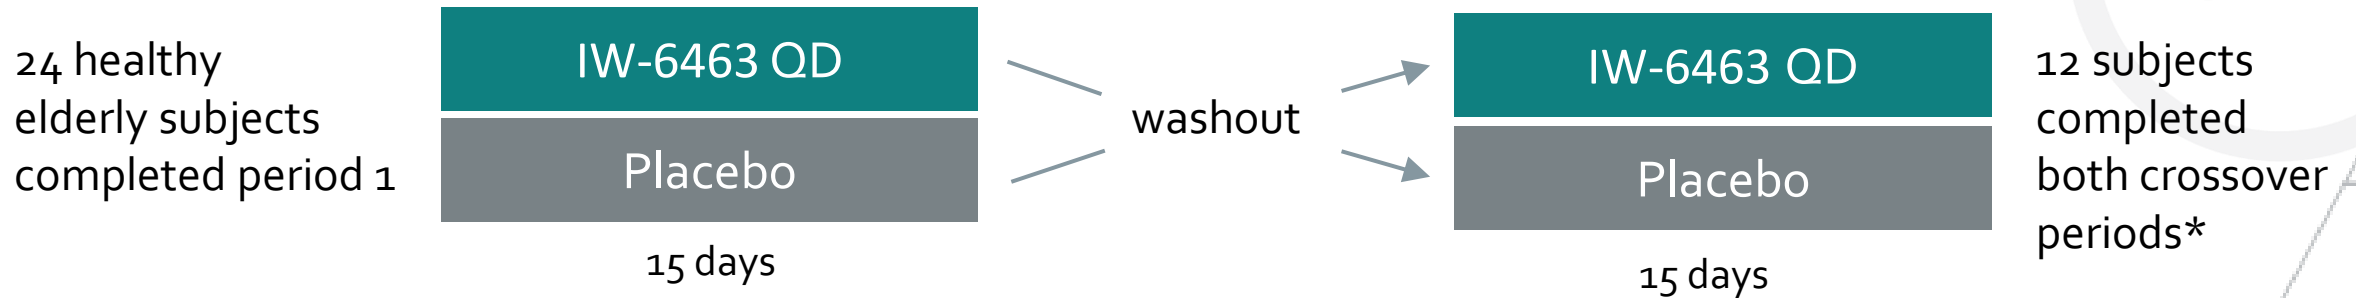 24 healthy
elderly subjects
completed period 1
IW-6463 QD
Placebo
15 days
washout
IW-6463 QD
Placebo
15 days
12 subjects
completed
both crossover
periods*